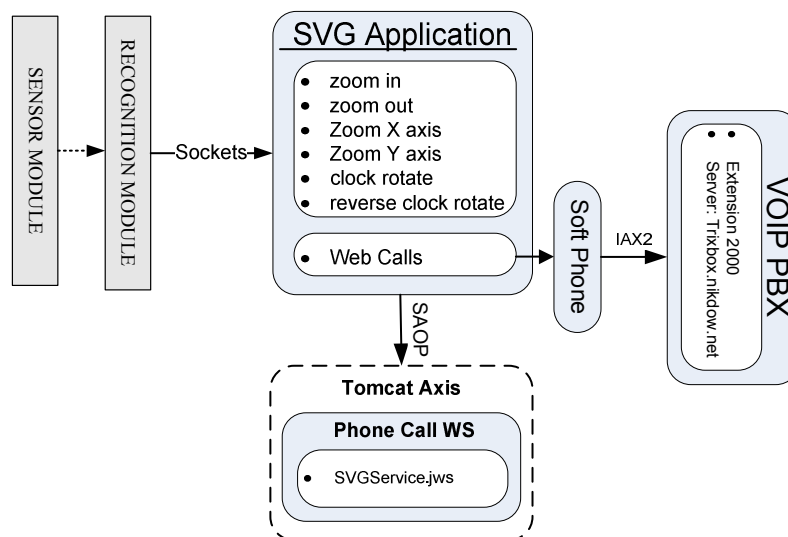 SENSOR MODULE
RECOGNITION MODULE
Sockets
SVG Application
• zoom in
• zoom out
• Zoom X axis
• Zoom Y axis
• clock rotate
• reverse clock rotate
• Web Calls
Soft Phone
IAX2
VOIP PBX
• Extension 2000
• Server: Trixbox.nikdow.net
SAOP
Tomcat Axis
Phone Call WS
• SVGService.jws